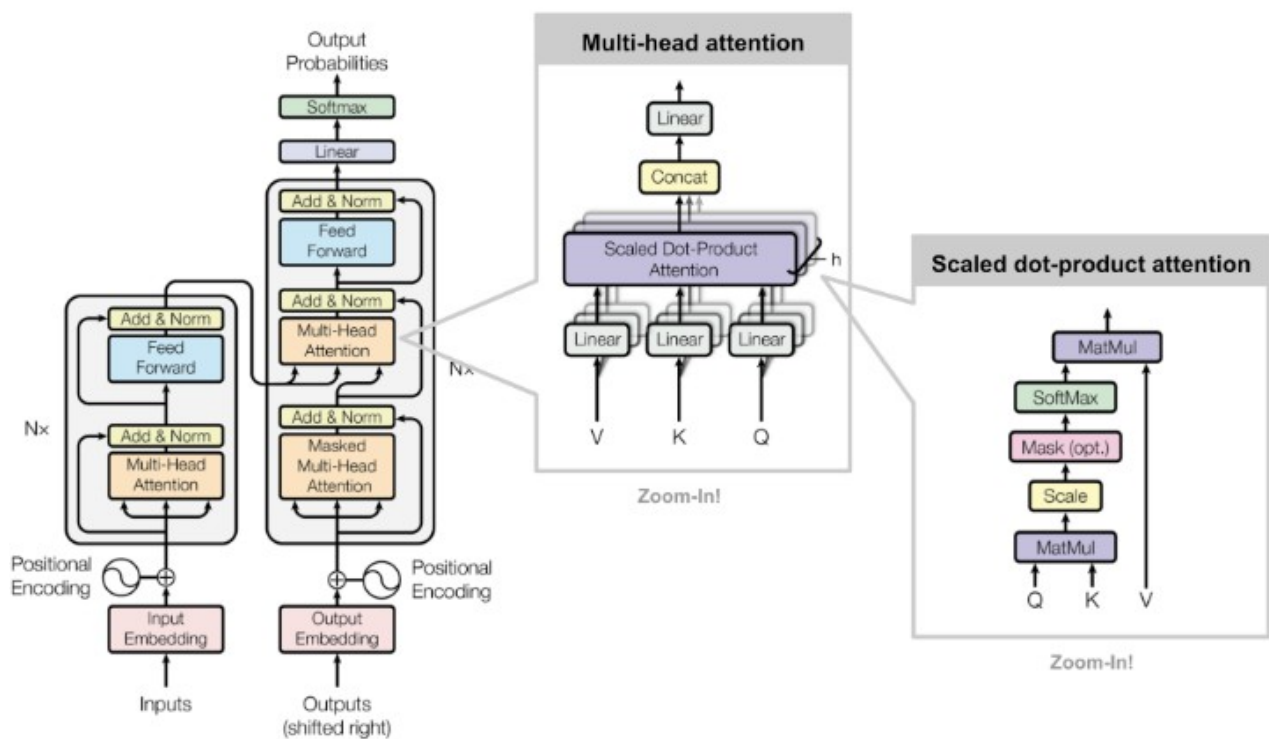 Output
Probabilities
Softmax
Linear
Add & Norm
Feed
Forward
Add & Norm
Multi-Head
Attention
Nx
Add & Norm
Masked
Multi-Head
Attention
Add & Norm
Feed
Forward
Nx
Add & Norm
Multi-Head
Attention
Positional
Encoding
Positional
Encoding
Input
Embedding
Output
Embedding
Inputs
Outputs
(shifted right)
Multi-head attention
Linear
Concat
Scaled Dot-Product
Attention
h
Linear
Linear
Linear
V
K
Q
Zoom-In!
Scaled dot-product attention
MatMul
SoftMax
Mask (opt.)
Scale
MatMul
Q
K
V
Zoom-In!